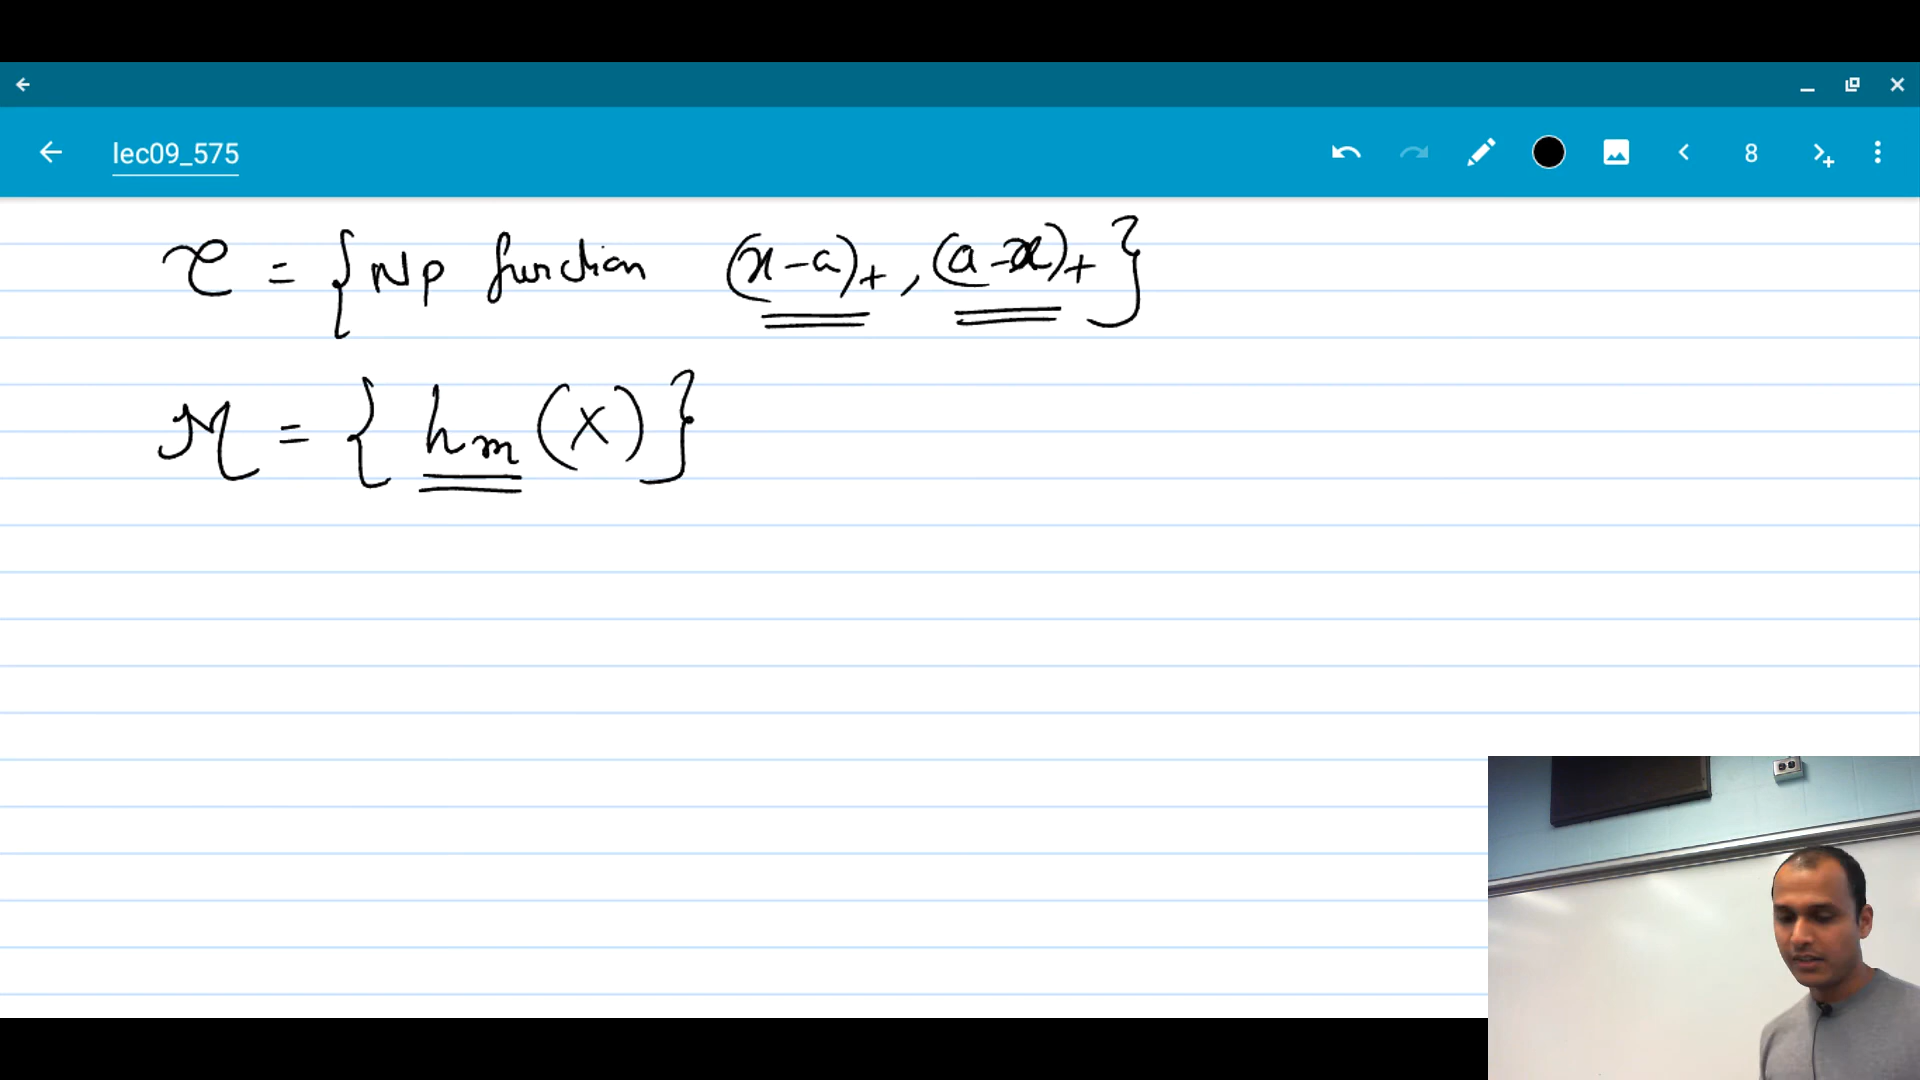 lec09_575
8
C = { Np function (x-a)+, (a-x)+ }
M = { hm(X) }